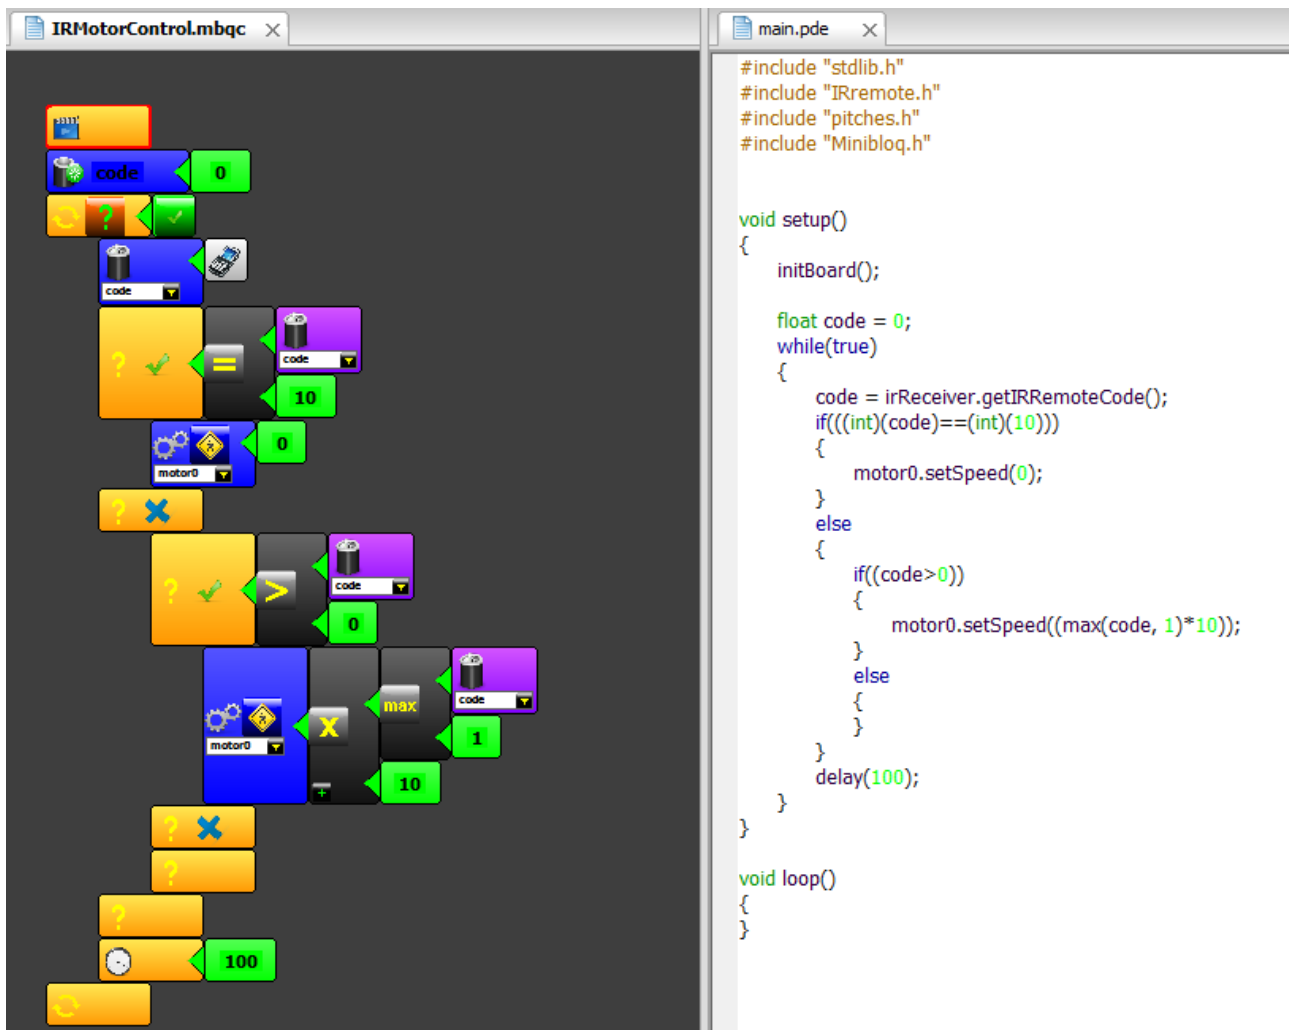 IRMotorControl.mbqc
code 0
?
code
? =
code
10
0
motor0
?
? >
code
0
motor0
x
max
code
1
+ 10
?
?
?
100
main.pde
#include "stdlib.h"
#include "IRremote.h"
#include "pitches.h"
#include "Minibloq.h"
void setup()
{
initBoard();
float code = 0;
while(true)
{
code = irReceiver.getIRRemoteCode();
if(((int)(code)==(int)(10)))
{
motor0.setSpeed(0);
}
else
{
if((code>0))
{
motor0.setSpeed((max(code, 1)*10));
}
else
{
}
}
delay(100);
}
}
void loop()
{
}